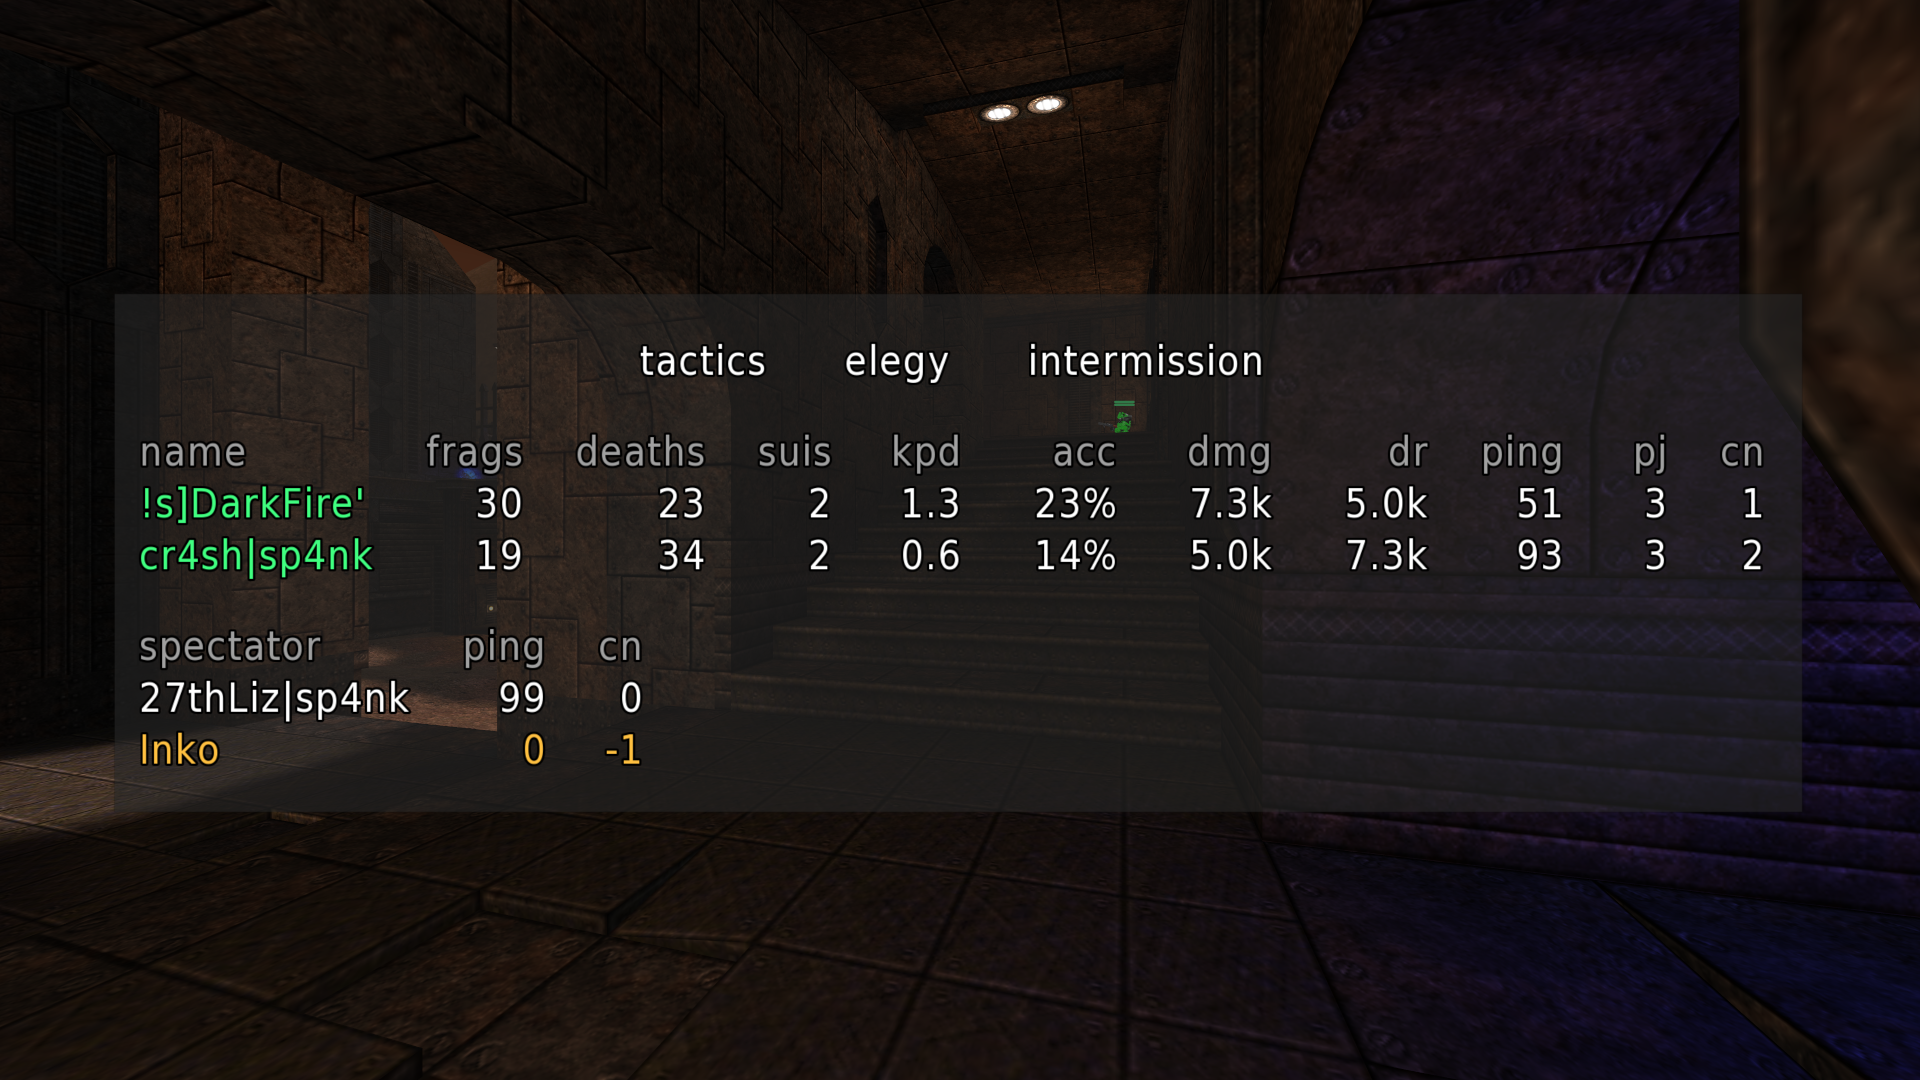 tactics elegy intermission
name frags deaths suis kpd acc dmg dr ping pj cn
!s]DarkFire' 30 23 2 1.3 23% 7.3k 5.0k 51 3 1
cr4sh|sp4nk 19 34 2 0.6 14% 5.0k 7.3k 93 3 2
spectator ping cn
27thLiz|sp4nk 99 0
Inko 0 -1